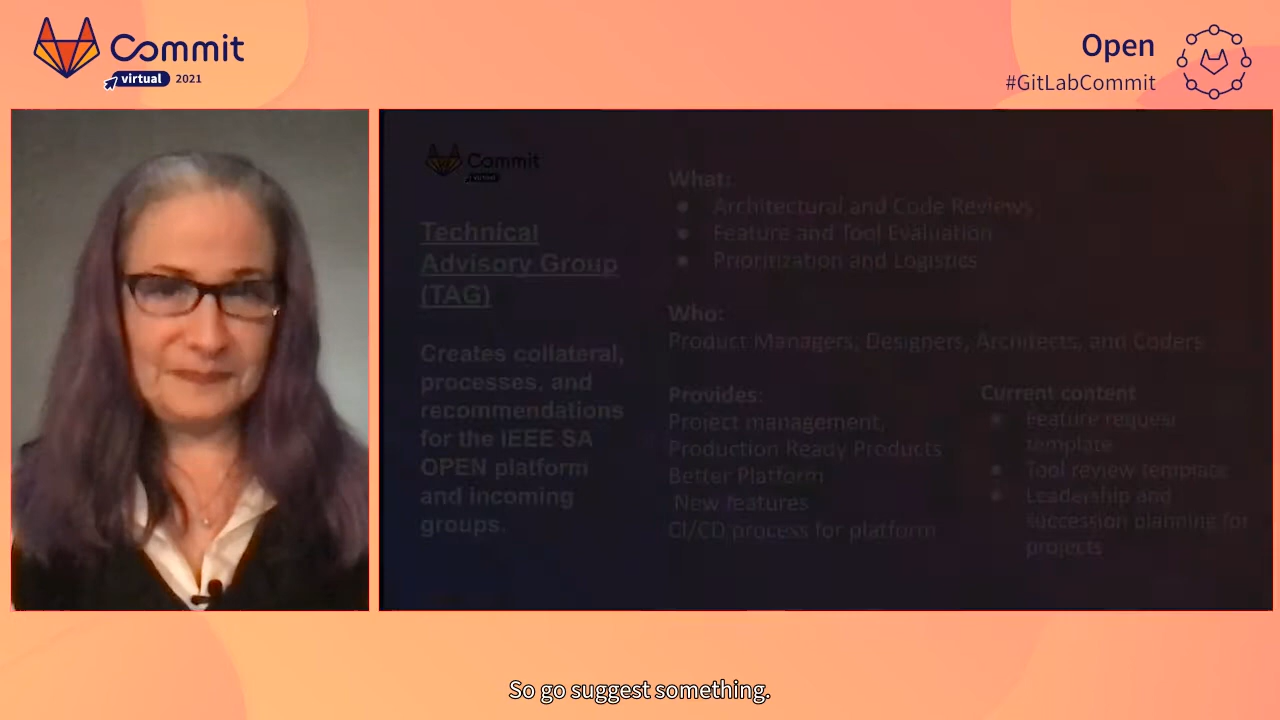 Commit
virtual 2021
Open
#GitLabCommit
Commit
Technical
Advisory Group
(TAG)
Creates collateral,
processes, and
recommendations
for the IEEE SA
OPEN platform
and incoming
groups.
What:
● Architectural and Code Reviews
● Feature and Tool Evaluation
● Prioritization and Logistics
Who:
Product Managers, Designers, Architects, and Coders
Provides:
Project management,
Production Ready Products
Better Platform
New features
CI/CD process for platform
Current content
● Feature request
template
● Tool review template
● Leadership and
succession planning for
projects
So go suggest something.